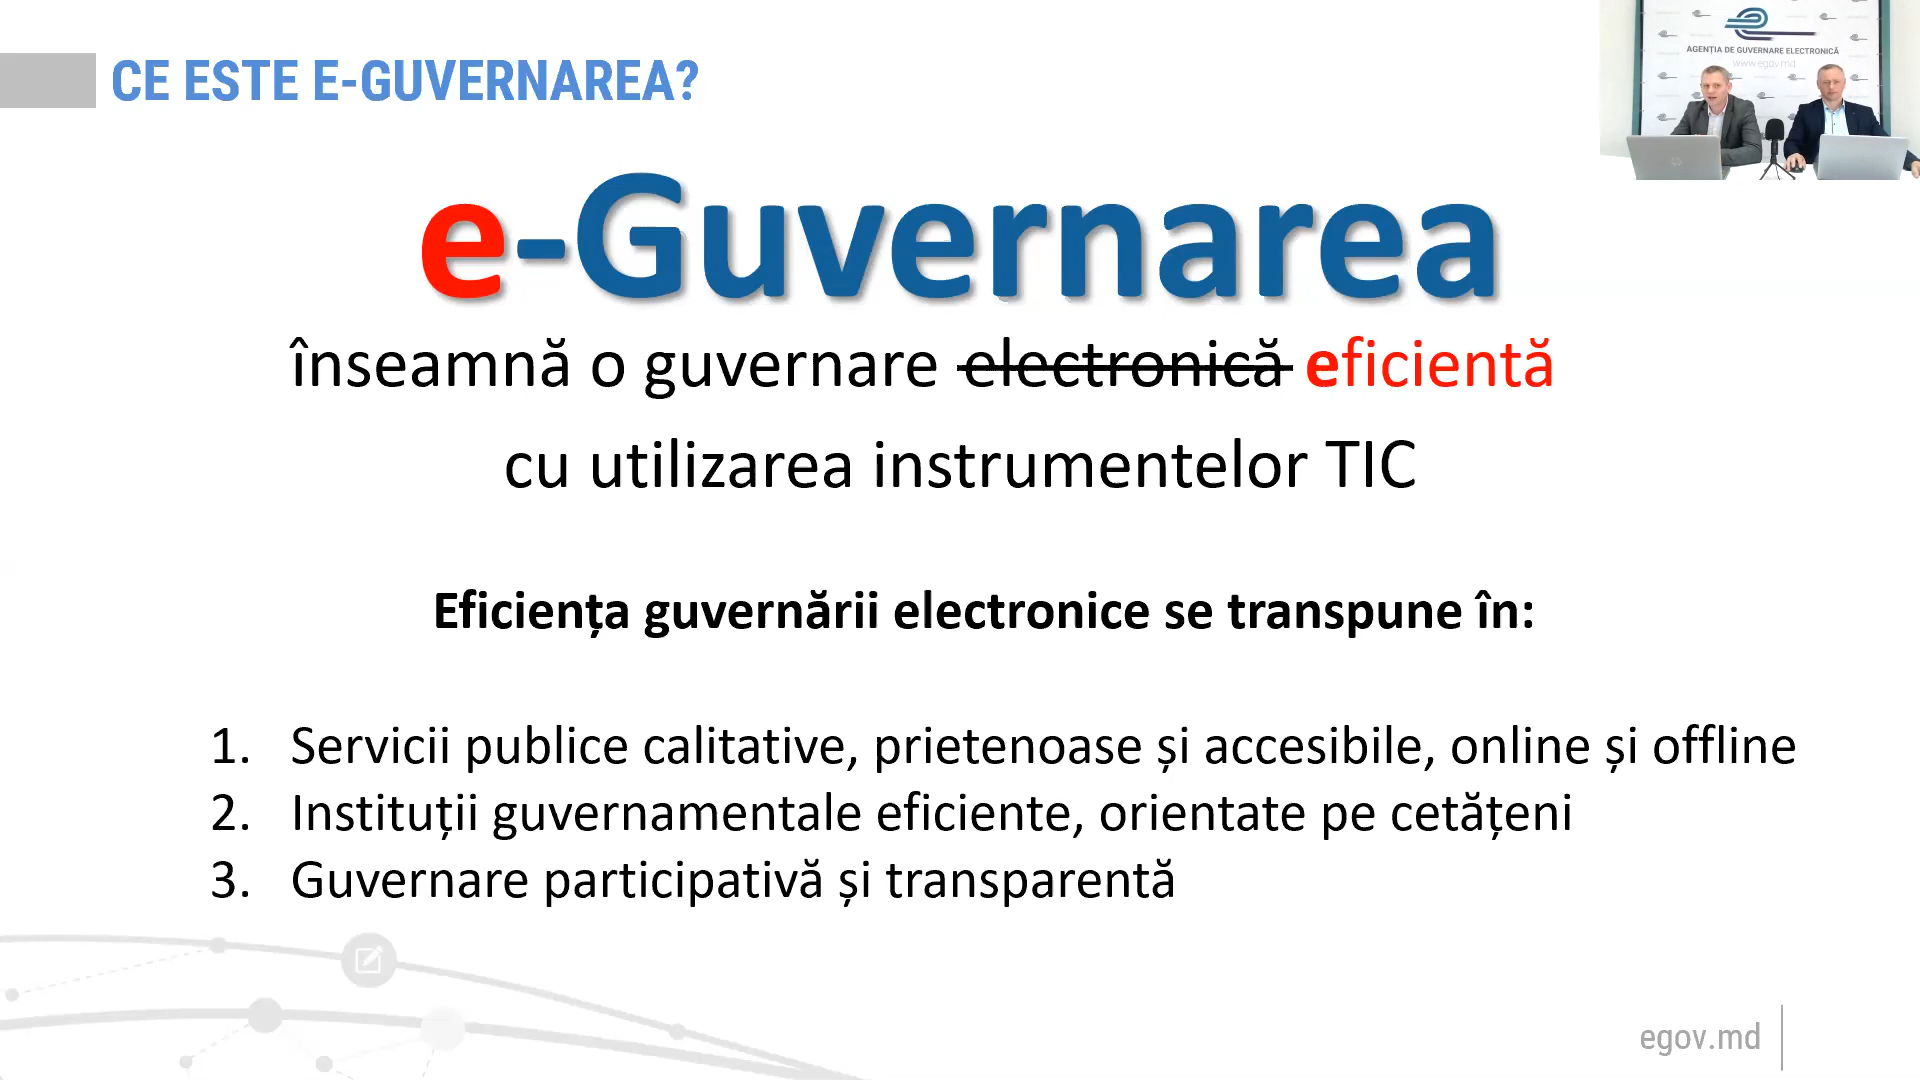 CE ESTE E-GUVERNAREA?
AGENȚIA DE GUVERNARE ELECTRONICĂ
www.egov.md
e-Guvernarea
înseamnă o guvernare electronică eficientă
cu utilizarea instrumentelor TIC
Eficiența guvernării electronice se transpune în:
1. Servicii publice calitative, prietenoase și accesibile, online și offline
2. Instituții guvernamentale eficiente, orientate pe cetățeni
3. Guvernare participativă și transparentă
egov.md